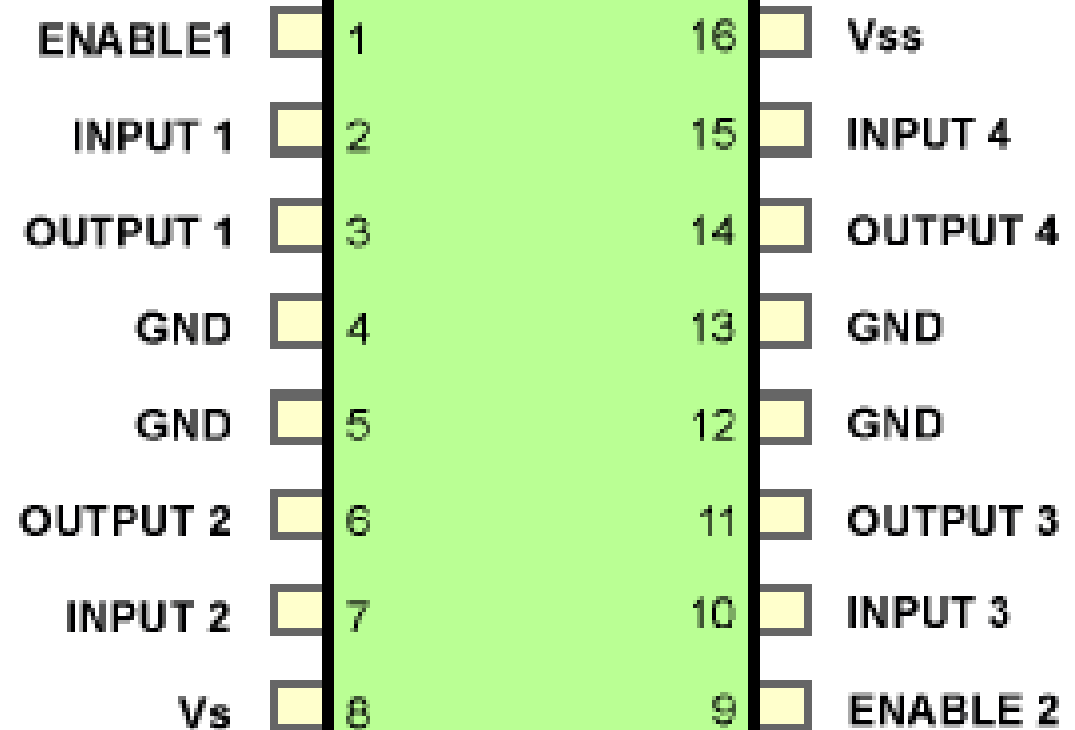 ENABLE1 1 16 Vss
INPUT 1 2 15 INPUT 4
OUTPUT 1 3 14 OUTPUT 4
GND 4 13 GND
GND 5 12 GND
OUTPUT 2 6 11 OUTPUT 3
INPUT 2 7 10 INPUT 3
Vs 8 9 ENABLE 2